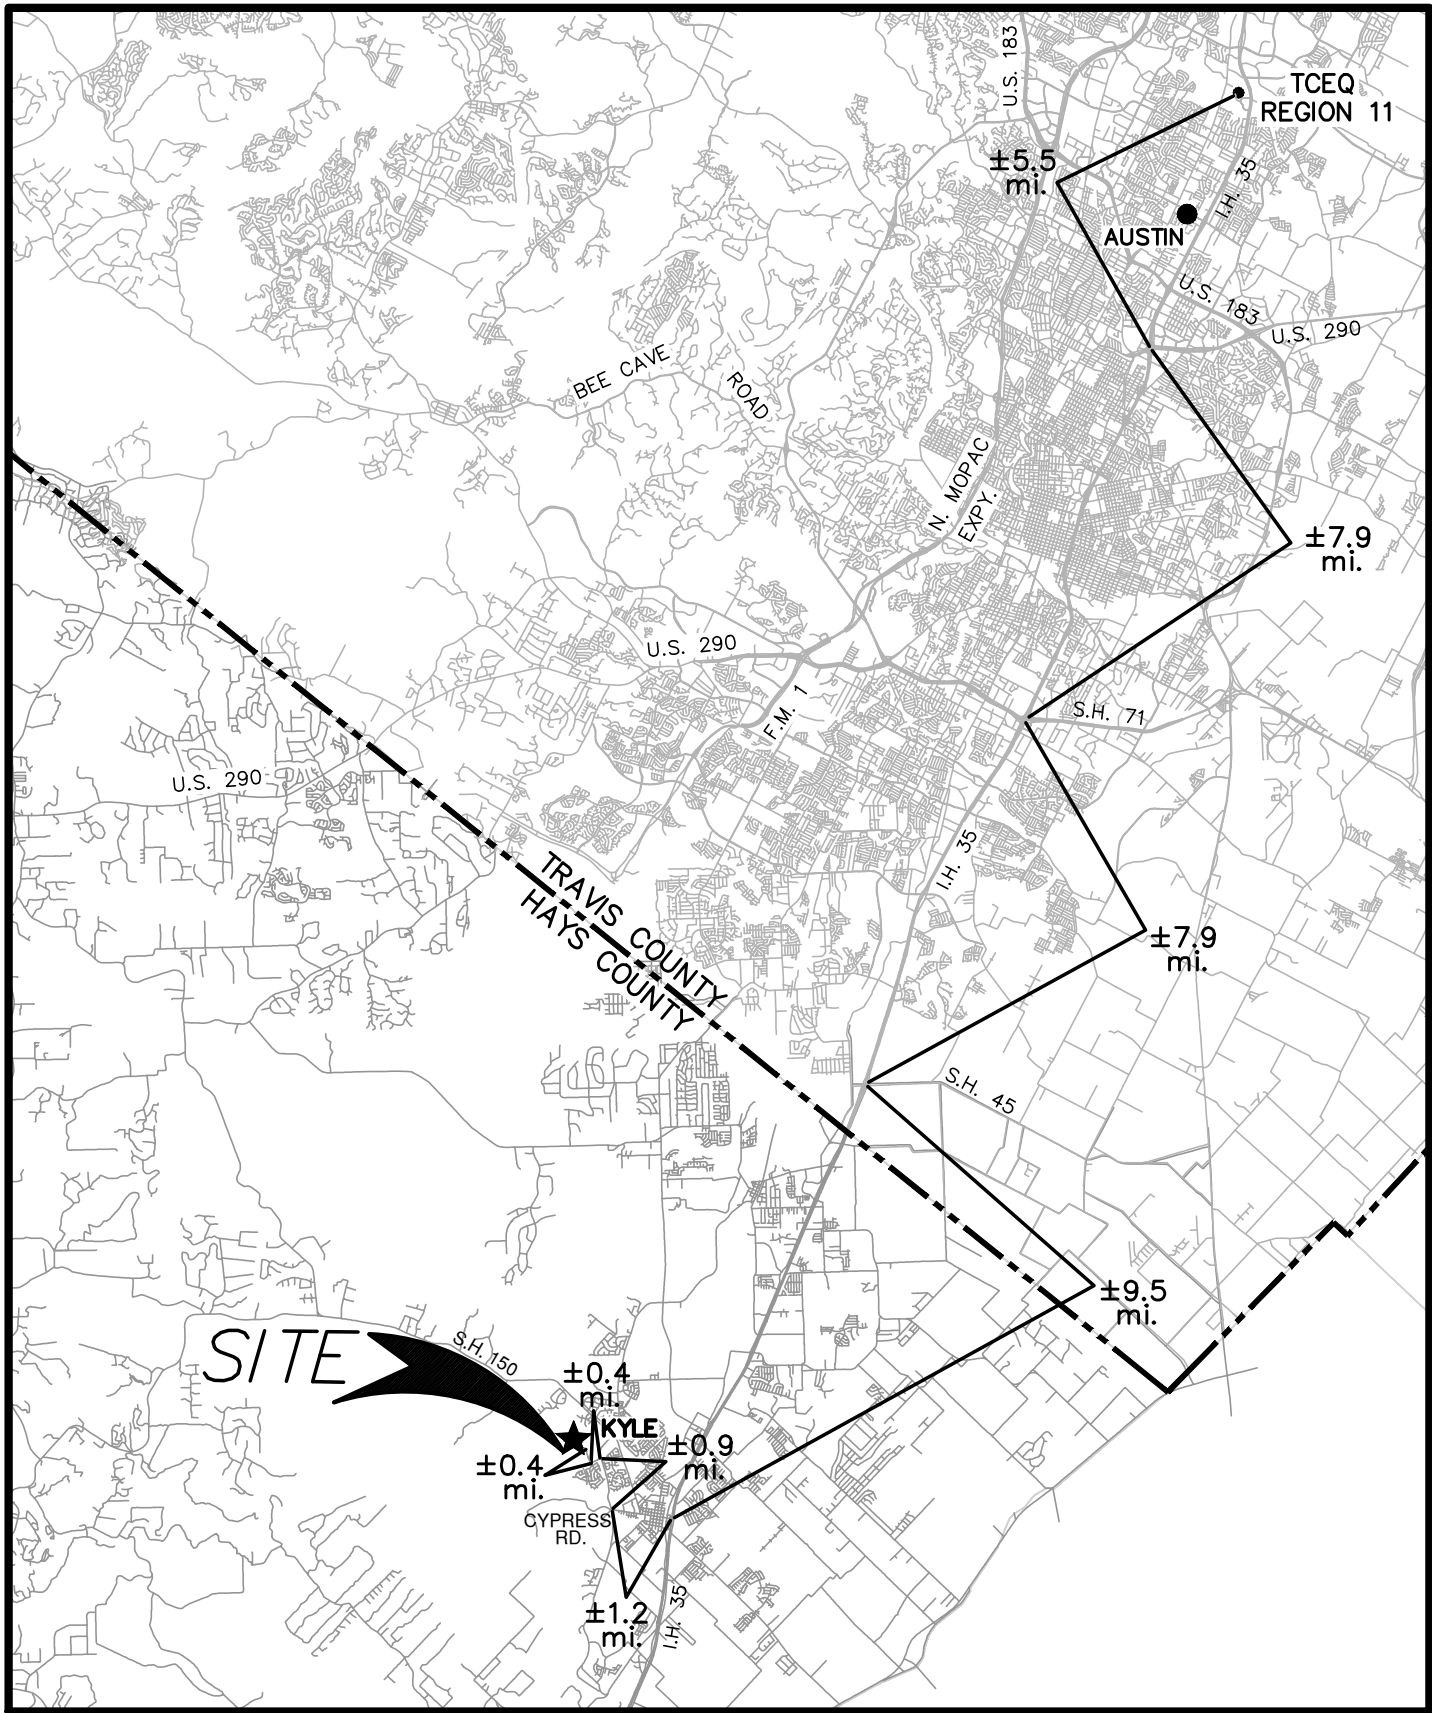 U.S. 183
TCEQ
REGION 11
±5.5
mi.
I.H. 35
AUSTIN
U.S. 183
U.S. 290
BEE CAVE
ROAD
N. MOPAC
EXPY.
±7.9
mi.
U.S. 290
F.M. 1
S.H. 71
U.S. 290
I.H. 35
TRAVIS COUNTY
HAYS COUNTY
±7.9
mi.
S.H. 45
±9.5
mi.
SITE
S.H. 150
±0.4
mi.
KYLE
±0.9
mi.
±0.4
mi.
CYPRESS
RD.
±1.2
mi.
I.H. 35